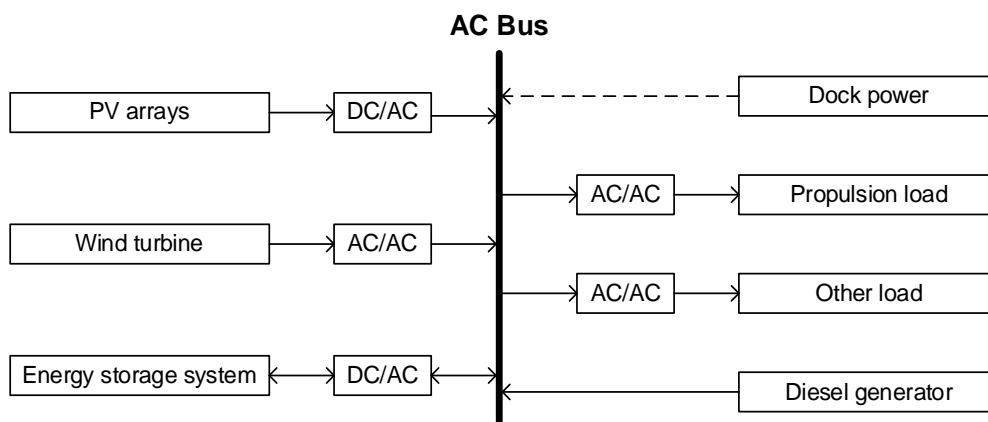 AC Bus
PV arrays
DC/AC
Dock power
AC/AC
Propulsion load
Wind turbine
AC/AC
AC/AC
Other load
Energy storage system
DC/AC
Diesel generator